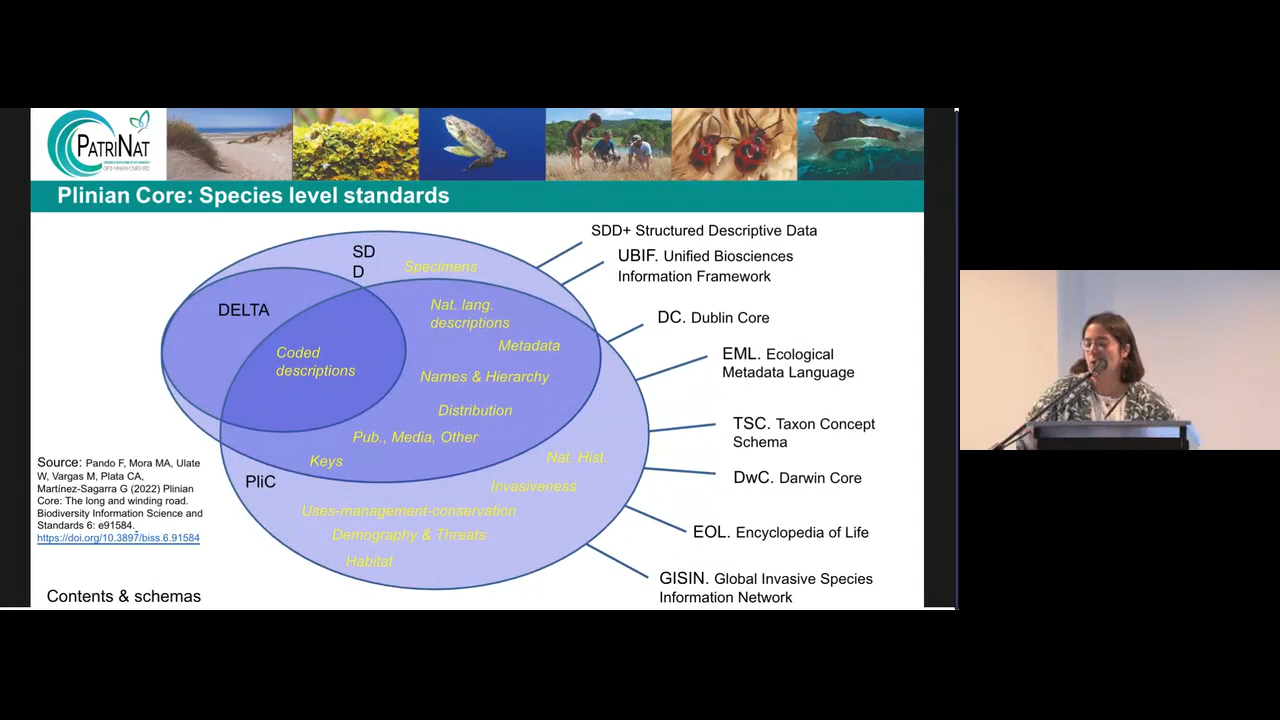 PATRINAT
Plinian Core: Species level standards
SD
D
Specimens
DELTA
Nat. lang.
descriptions
Coded
descriptions
Metadata
Names & Hierarchy
Distribution
Pub., Media, Other
Keys
Nat. Hist.
PliC
Invasiveness
Uses-management-conservation
Demography & Threats
Habitat
SDD+ Structured Descriptive Data
UBIF. Unified Biosciences
Information Framework
DC. Dublin Core
EML. Ecological
Metadata Language
TSC. Taxon Concept
Schema
DwC. Darwin Core
EOL. Encyclopedia of Life
GISIN. Global Invasive Species
Information Network
Source: Pando F, Mora MA, Ulate
W, Vargas M, Plata CA,
Martínez-Sagarra G (2022) Plinian
Core: The long and winding road.
Biodiversity Information Science and
Standards 6: e91584.
https://doi.org/10.3897/biss.6.91584
Contents & schemas